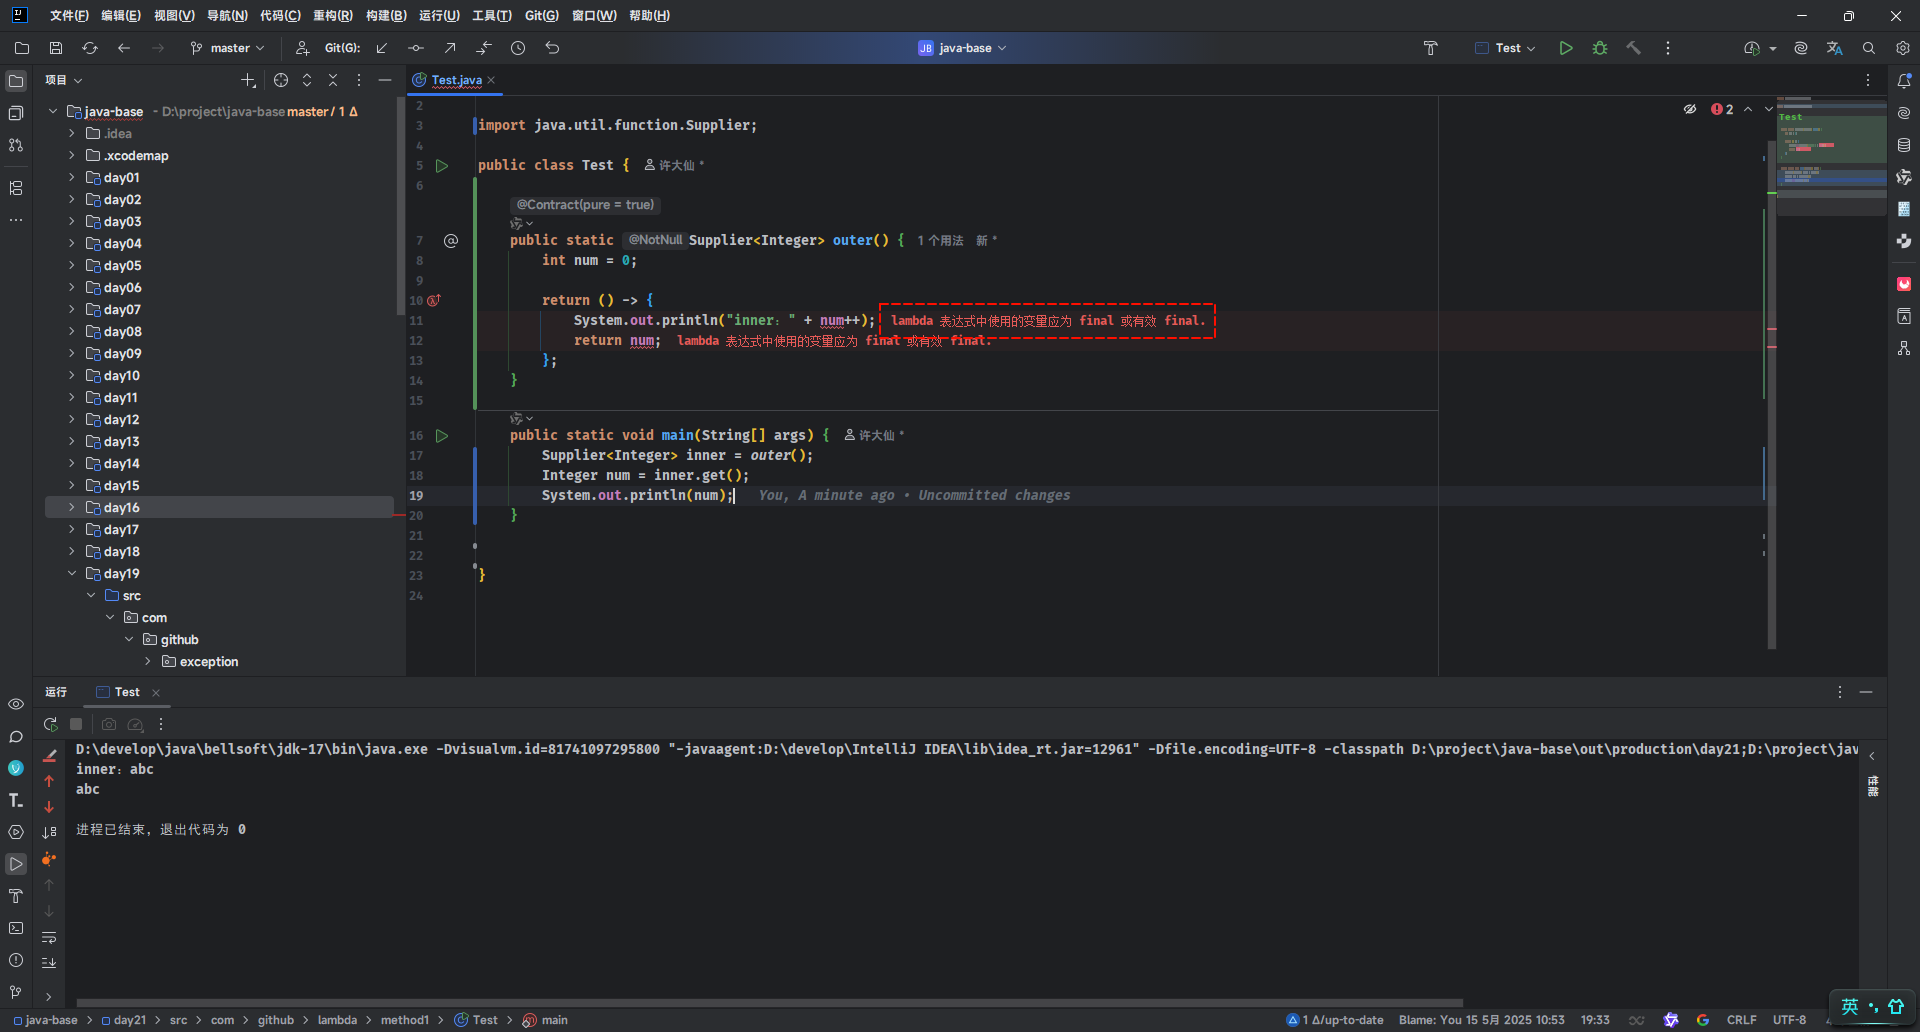 文件(F) 编辑(E) 视图(V) 导航(N) 代码(C) 重构(R) 构建(B) 运行(U) 工具(T) Git(G) 窗口(W) 帮助(H)
master Git(G): JB java-base Test
项目
Test.java
java-base - D:\project\java-base master / 1 Δ
.idea
.xcodemap
day01
day02
day03
day04
day05
day06
day07
day08
day09
day10
day11
day12
day13
day14
day15
day16
day17
day18
day19
src
com
github
exception
2
3 import java.util.function.Supplier;
4
5 public class Test { 许大仙 *
6
@Contract(pure = true)
7 public static @NotNull Supplier<Integer> outer() { 1 个用法 新 *
8 int num = 0;
9
10 return () -> {
11 System.out.println("inner: " + num++); lambda 表达式中使用的变量应为 final 或有效 final.
12 return num; lambda 表达式中使用的变量应为 final 或有效 final.
13 };
14 }
15
16 public static void main(String[] args) { 许大仙 *
17 Supplier<Integer> inner = outer();
18 Integer num = inner.get();
19 System.out.println(num); You, A minute ago • Uncommitted changes
20 }
21
22
23 }
24
2
Test
运行 Test
D:\develop\java\bellsoft\jdk-17\bin\java.exe -Dvisualvm.id=81741097295800 "-javaagent:D:\develop\IntelliJ IDEA\lib\idea_rt.jar=12961" -Dfile.encoding=UTF-8 -classpath D:\project\java-base\out\production\day21;D:\project\jav
inner: abc
abc
进程已结束，退出代码为 0
性能
英
java-base > day21 > src > com > github > lambda > method1 > Test > main
1 Δ/up-to-date Blame: You 15 5月 2025 10:53 19:33 CRLF UTF-8